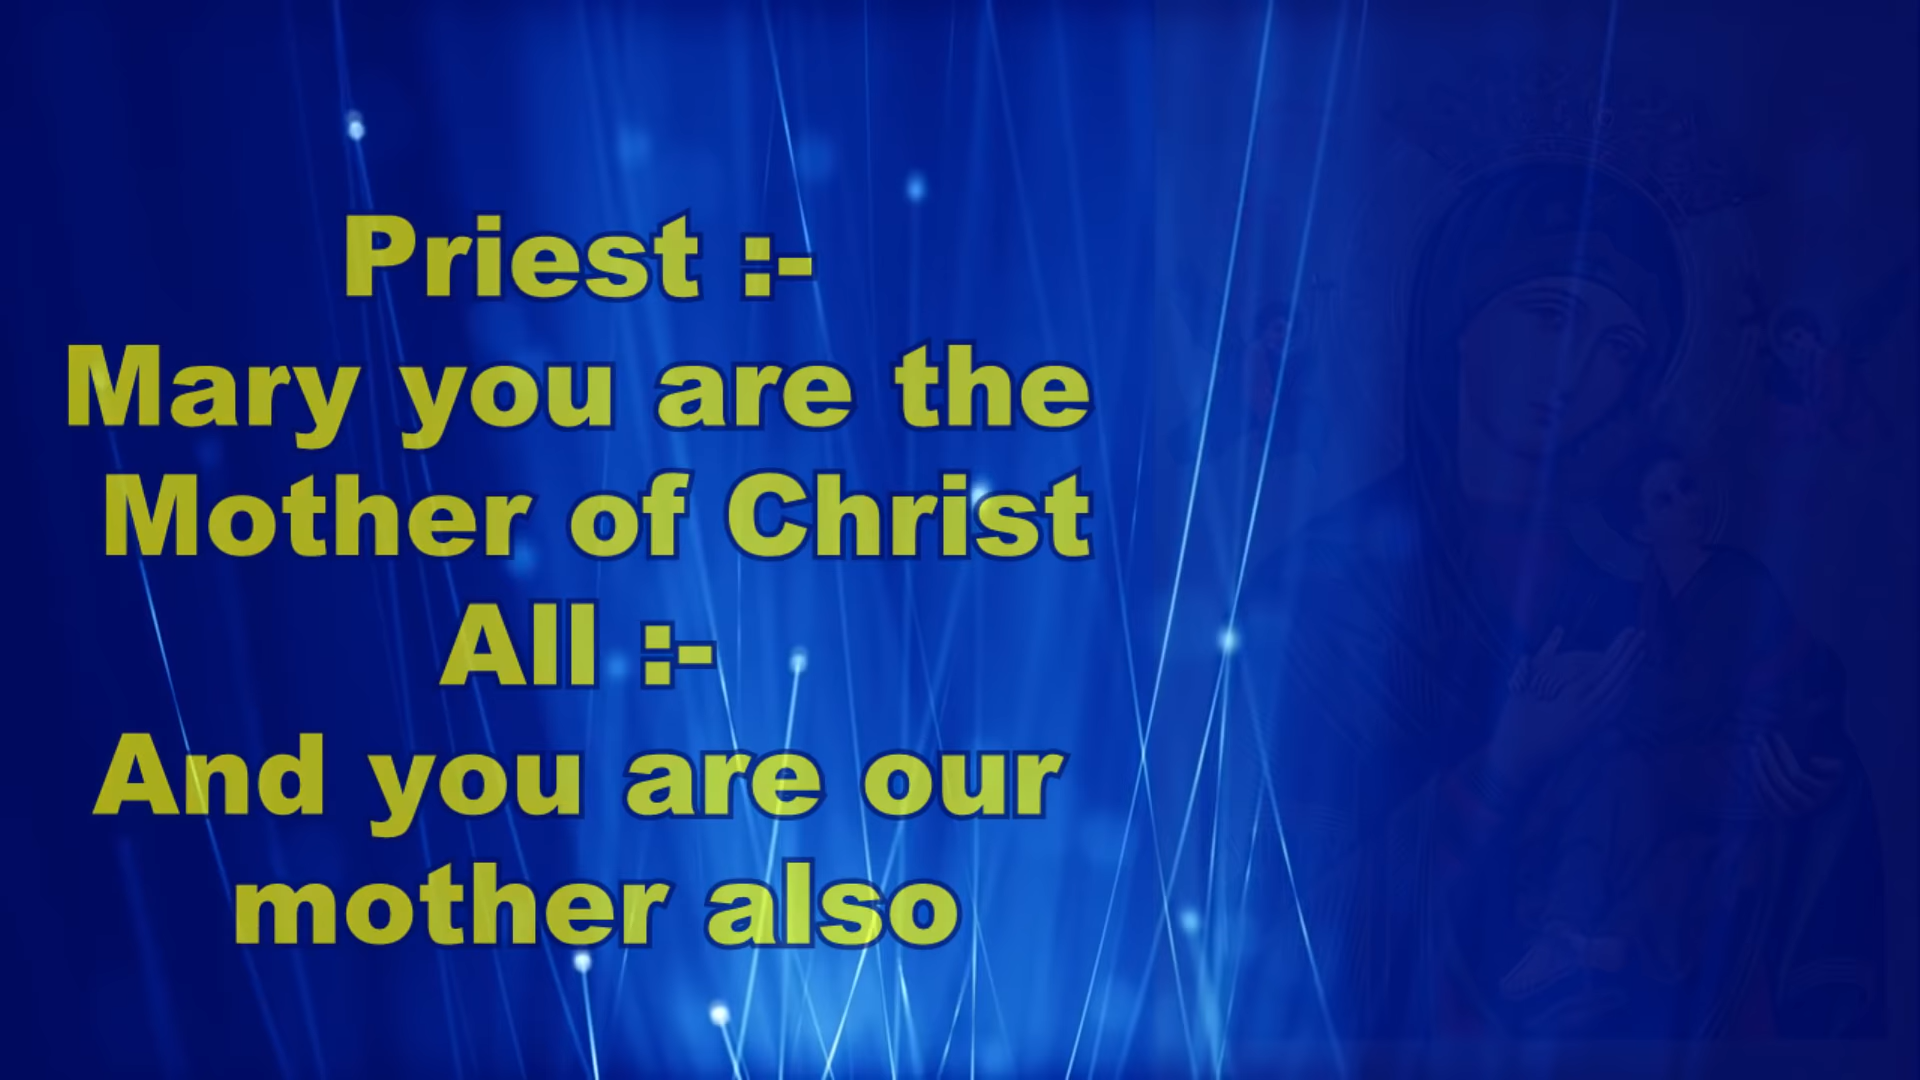 Priest :-
Mary you are the
Mother of Christ
All :-
And you are our
mother also